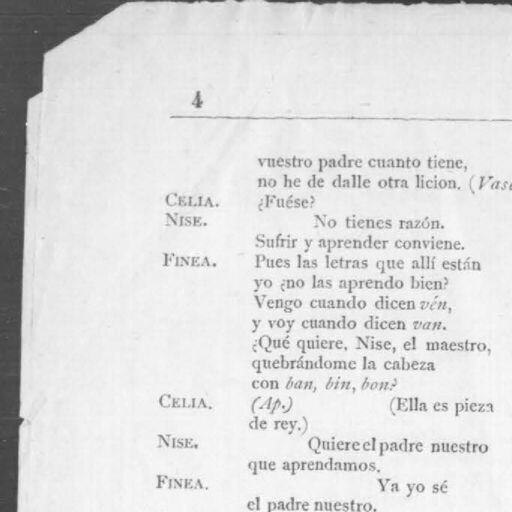 4
vuestro padre cuanto tiene,
no he de dalle otra licion. (Vase
CELIA. ¿Fuése?
NISE. No tienes razón.
Sufrir y aprender conviene.
FINEA. Pues las letras que allí están
yo ¿no las aprendo bien?
Vengo cuando dicen vén,
y voy cuando dicen van.
¿Qué quiere, Nise, el maestro,
quebrándome la cabeza
con ban, bin, bon?
CELIA. (Ap.) (Ella es pieza
de rey.)
NISE. Quiere el padre nuestro
que aprendamos.
FINEA. Ya yo sé
el padre nuestro.